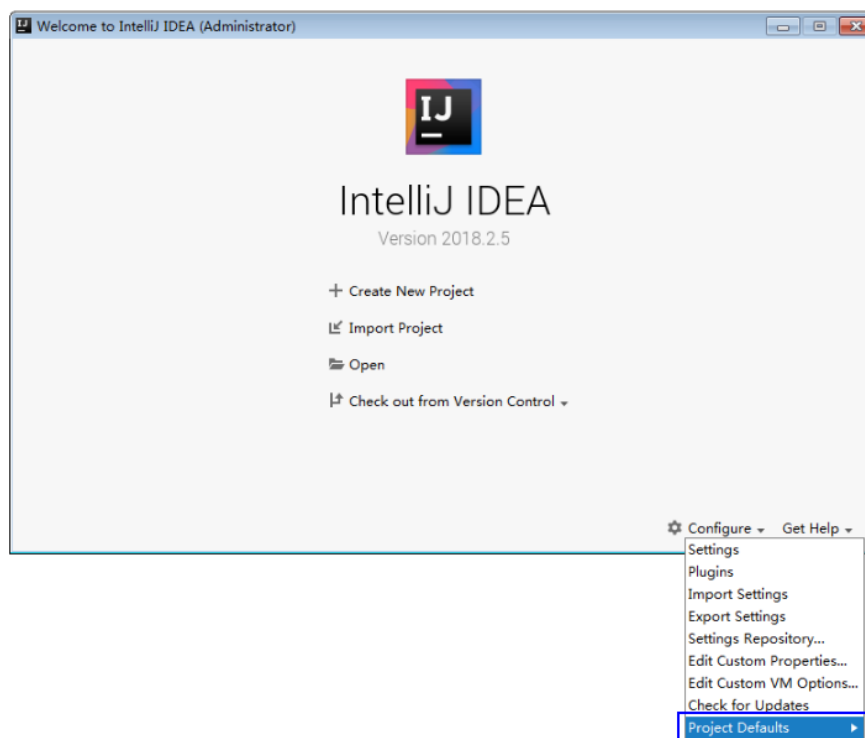 Welcome to IntelliJ IDEA (Administrator)
IJ
IntelliJ IDEA
Version 2018.2.5
Create New Project
Import Project
Open
Check out from Version Control
Configure Get Help
Settings
Plugins
Import Settings
Export Settings
Settings Repository...
Edit Custom Properties...
Edit Custom VM Options...
Check for Updates
Project Defaults